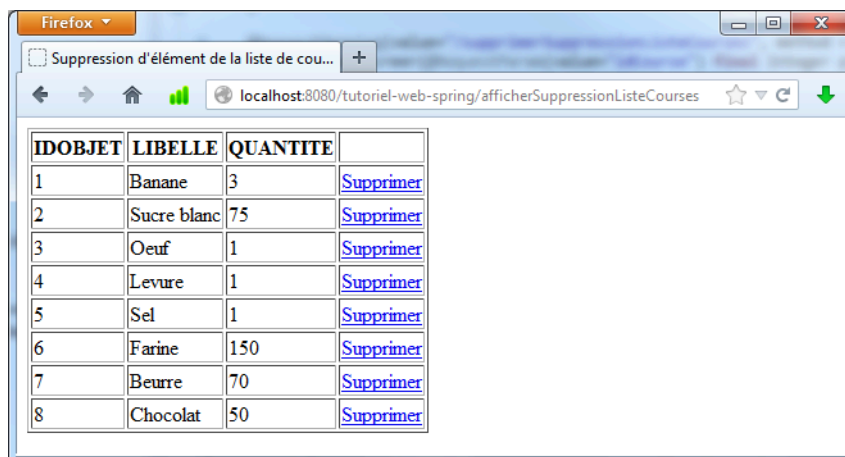 Firefox
Suppression d'élément de la liste de cou...
localhost:8080/tutoriel-web-spring/afficherSuppressionListeCourses
IDOBJET LIBELLE QUANTITE
1 Banane 3 Supprimer
2 Sucre blanc 75 Supprimer
3 Oeuf 1 Supprimer
4 Levure 1 Supprimer
5 Sel 1 Supprimer
6 Farine 150 Supprimer
7 Beurre 70 Supprimer
8 Chocolat 50 Supprimer